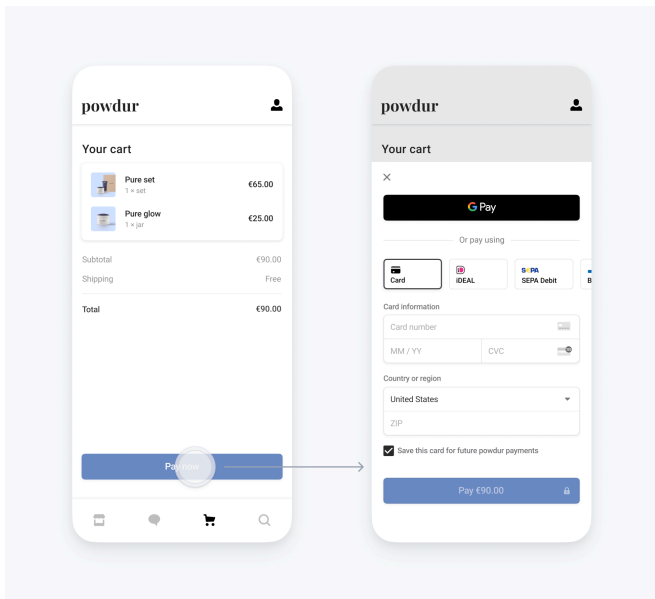 powdur
Your cart
Pure set
1 × set
€65.00
Pure glow
1 × jar
€25.00
Subtotal €90.00
Shipping Free
Total €90.00
Pay now
powdur
Your cart
G Pay
Or pay using
Card
iDEAL
SEPA
SEPA Debit
B
Card information
Card number
MM / YY
CVC
Country or region
United States
ZIP
Save this card for future powdur payments
Pay €90.00